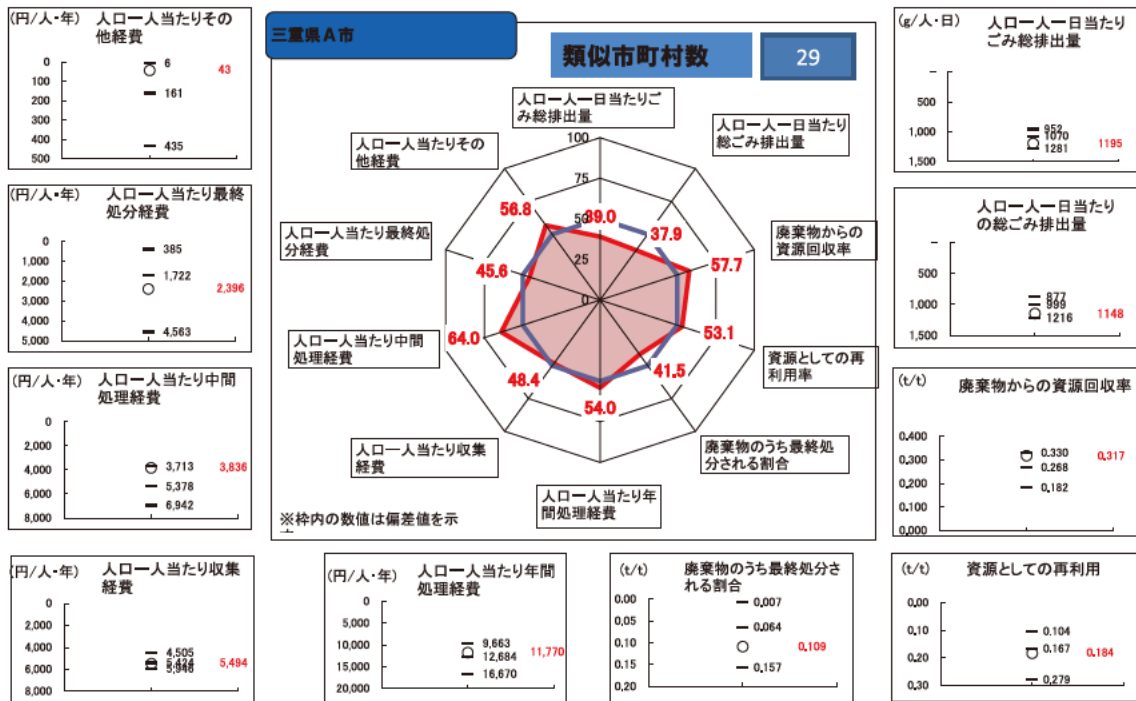 (円/人・年)
人口一人当たりその
他経費
0
100
200
300
400
500
6
161
435
43
三重県A市
類似市町村数
29
(g/人・日)
人口一人一日当たり
ごみ総排出量
－
500
1,000
1,500
952
1070
1281
1195
(円/人・年)
人口一人当たり最終
処分経費
0
1,000
2,000
3,000
4,000
5,000
385
1,722
4,563
2,396
人口一人一日当たりご
み総排出量
人口一人一日当たり
総ごみ排出量
廃棄物からの
資源回収率
資源としての再
利用率
廃棄物のうち最終処
分される割合
人口一人当たり年
間処理経費
人口一人当たり収集
経費
人口一人当たり中間
処理経費
人口一人当たり最終処
分経費
人口一人当たりその
他経費
100
75
50
25
0
39.0
37.9
57.7
53.1
41.5
54.0
48.4
64.0
45.6
56.8
※枠内の数値は偏差値を示
人口一人一日当たり
の総ごみ排出量
－
500
1,000
1,500
877
999
1216
1148
(円/人・年)
人口一人当たり中間
処理経費
0
2,000
4,000
6,000
8,000
3,713
5,378
6,942
3,836
(t/t)
廃棄物からの資源回収率
0.400
0.300
0.200
0.100
0.000
0.330
0.268
0.182
0.317
(円/人・年)
人口一人当たり収集
経費
0
2,000
4,000
6,000
8,000
4,505
5,424
5,494
(円/人・年)
人口一人当たり年間
処理経費
0
5,000
10,000
15,000
20,000
9,663
12,684
16,670
11,770
(t/t)
廃棄物のうち最終処分さ
れる割合
0.00
0.05
0.10
0.15
0.20
0.007
0.064
0.157
0.109
(t/t)
資源としての再利用
0.00
0.10
0.20
0.30
0.104
0.167
0.279
0.184